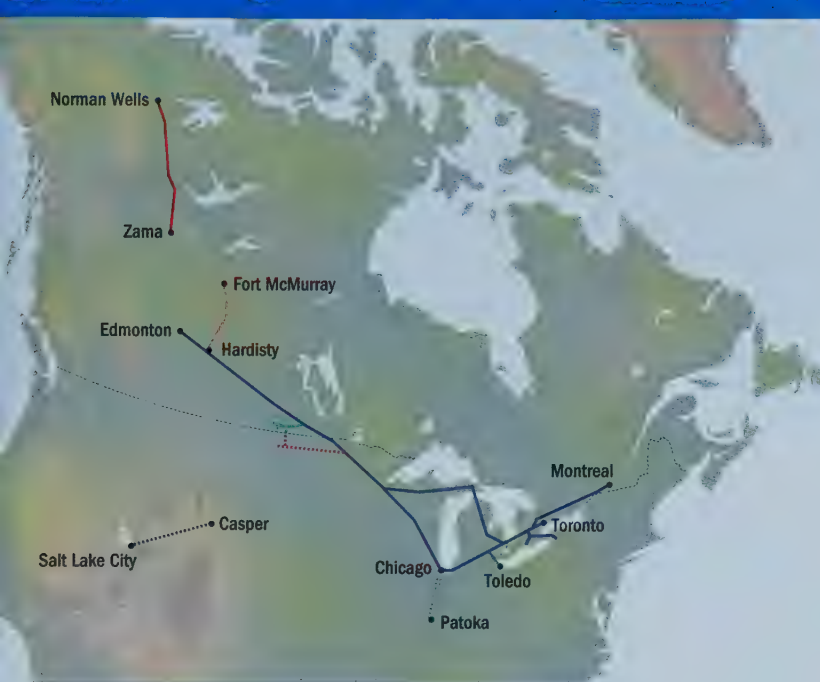 Norman Wells
Zama
Fort McMurray
Edmonton
Hardisty
Montreal
Casper
Toronto
Salt Lake City
Chicago
Toledo
Patoka